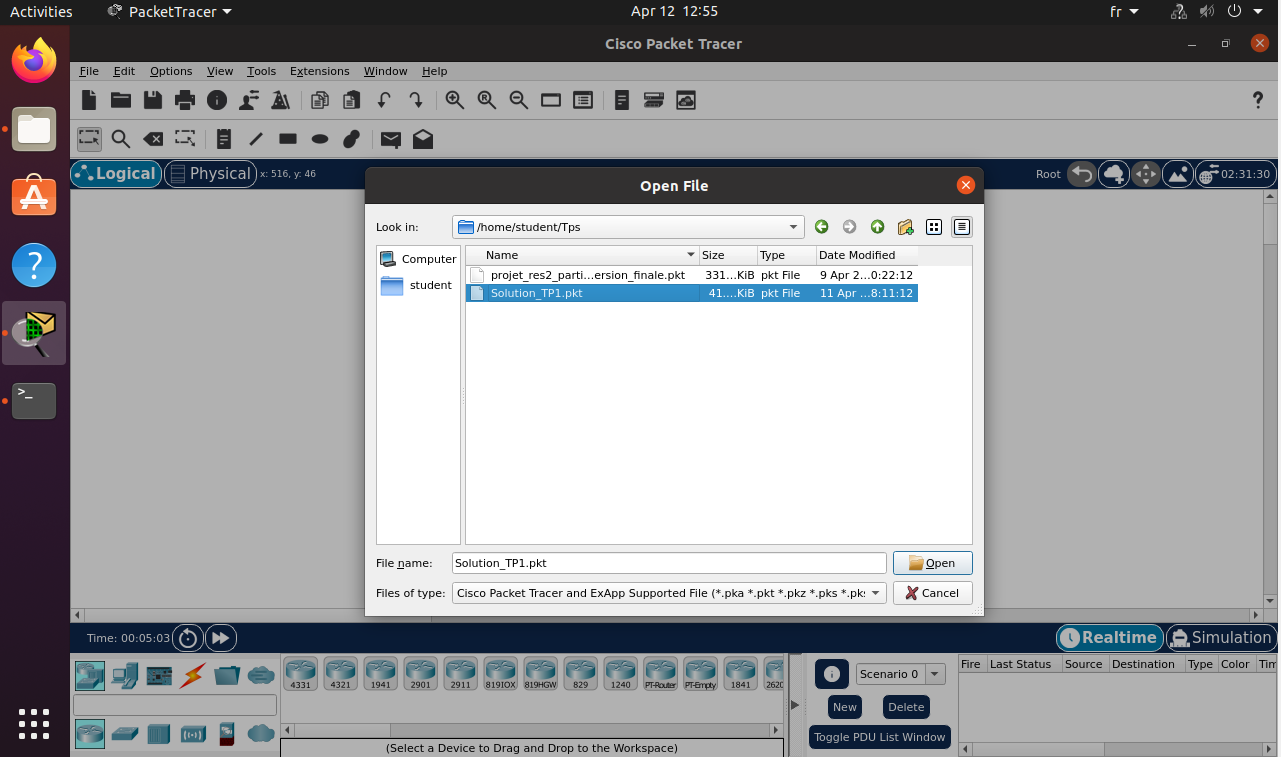 Activities PacketTracer Apr 12 12:55 fr
Cisco Packet Tracer
File Edit Options View Tools Extensions Window Help
?
Logical Physical x: 516, y: 46 Root 02:31:30
Open File
Look in: /home/student/Tps
Computer
student
Name Size Type Date Modified
projet_res2_parti...ersion_finale.pkt 331...KiB pkt File 9 Apr 2...0:22:12
Solution_TP1.pkt 41....KiB pkt File 11 Apr ...8:11:12
File name: Solution_TP1.pkt Open
Files of type: Cisco Packet Tracer and ExApp Supported File (*.pka *.pkt *.pkz *.pks *.pks Cancel
Time: 00:05:03 Realtime Simulation
4331 4321 1941 2901 2911 819IOX 819HGW 829 1240 PT-Router PT-Empty 1841 2620
(Select a Device to Drag and Drop to the Workspace)
Scenario 0
New Delete
Toggle PDU List Window
Fire Last Status Source Destination Type Color Tim